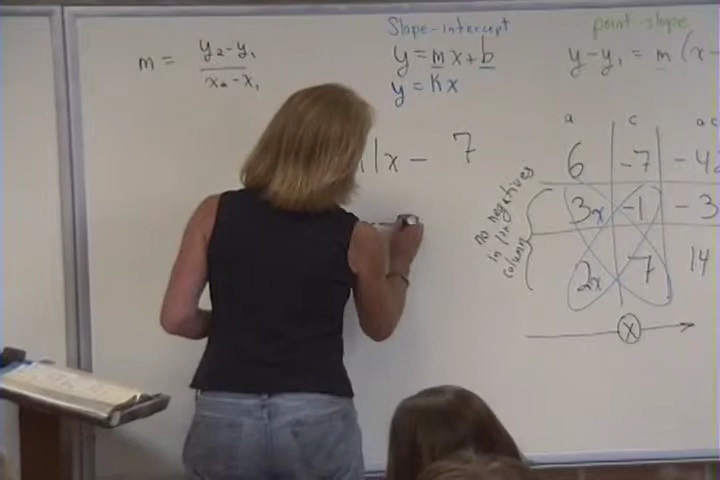 m = y₂-y₁ / x₂-x₁
Slope-intercept
y = mx + b
y = Kx
point-slope
y-y₁ = m (x-
1x - 7
a c ac
6 -7 -42
3x -1 -3
2x 7 14
no negatives
in 1st
column
x